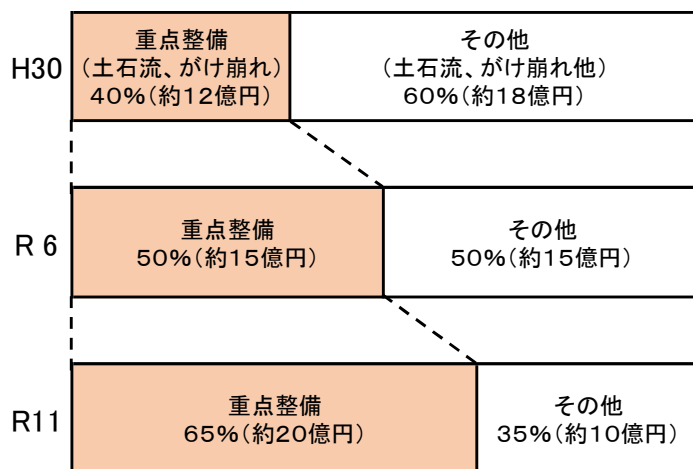 H30
重点整備
(土石流、がけ崩れ)
40%(約12億円)
その他
(土石流、がけ崩れ他)
60%(約18億円)
R 6
重点整備
50%(約15億円)
その他
50%(約15億円)
R11
重点整備
65%(約20億円)
その他
35%(約10億円)